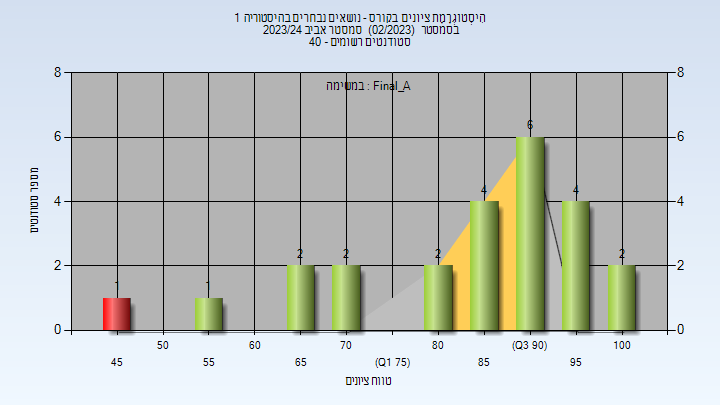 היסטוגרמת ציונים בקורס - נושאים נבחרים בהיסטוריה 1
בסמסטר (02/2023) סמסטר אביב 2023/24
סטודנטים רשומים - 40
במשימה : Final_A
מספר סטודנטים
8 8
6 6
4 4
2 2
0 0
1 1 2 2 2 4 6 4 2
45 50 55 60 65 70 (Q1 75) 80 85 (Q3 90) 95 100
טווח ציונים